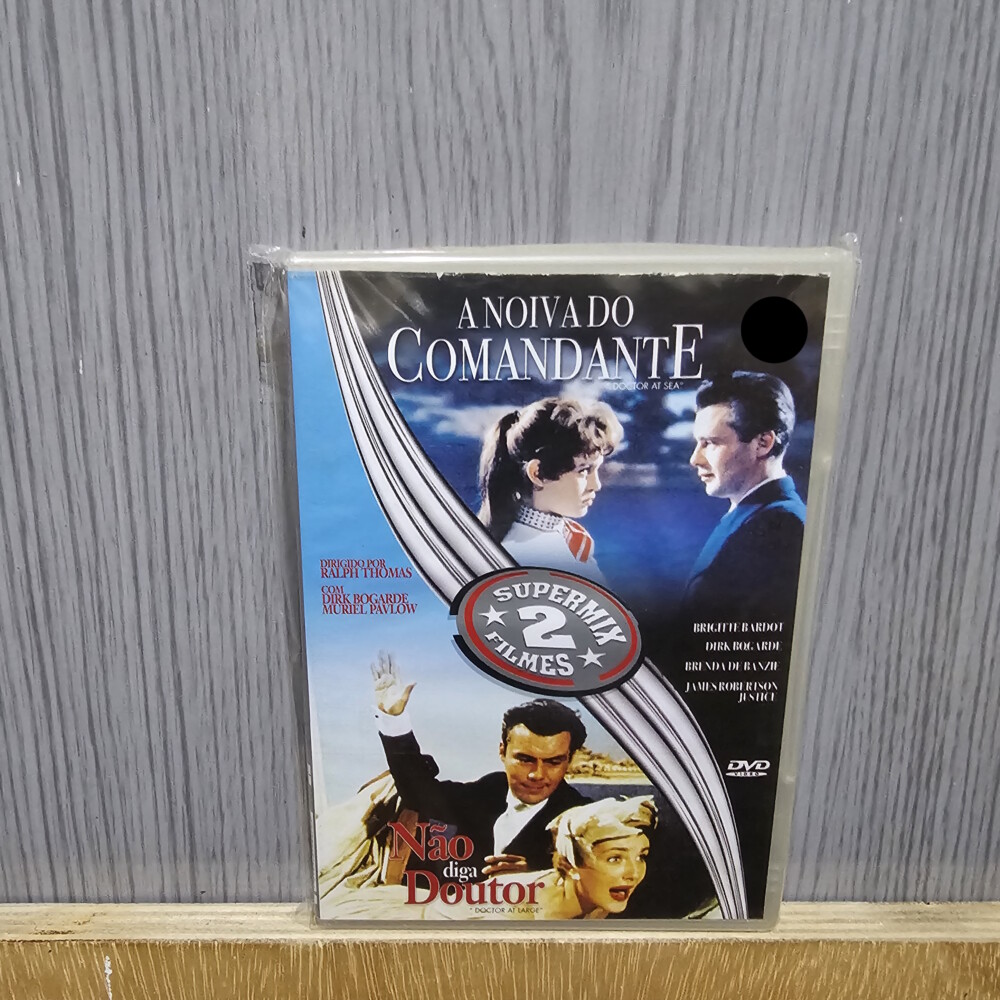 A NOIVA DO
COMANDANTE
"DOCTOR AT SEA"
DIRIGIDO POR
RALPH THOMAS
COM
DIRK BOGARDE
MURIEL PAVLOW
SUPERMIX
2
FILMES
BRIGITTE BARDOT
DIRK BOGARDE
BRENDA DE BANZIE
JAMES ROBERTSON
JUSTICE
DVD
VIDEO
Não
diga
Doutor
"DOCTOR AT LARGE"